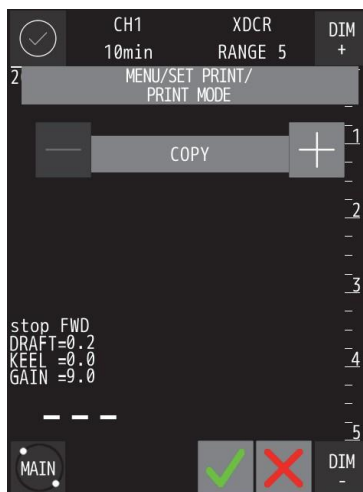 CH1 XDCR DIM
10min RANGE 5 +
2
MENU/SET PRINT/
PRINT MODE
1
COPY
2
3
stop FWD
DRAFT=0.2
KEEL =0.0
4
GAIN =9.0
– – –
5
MAIN DIM
-